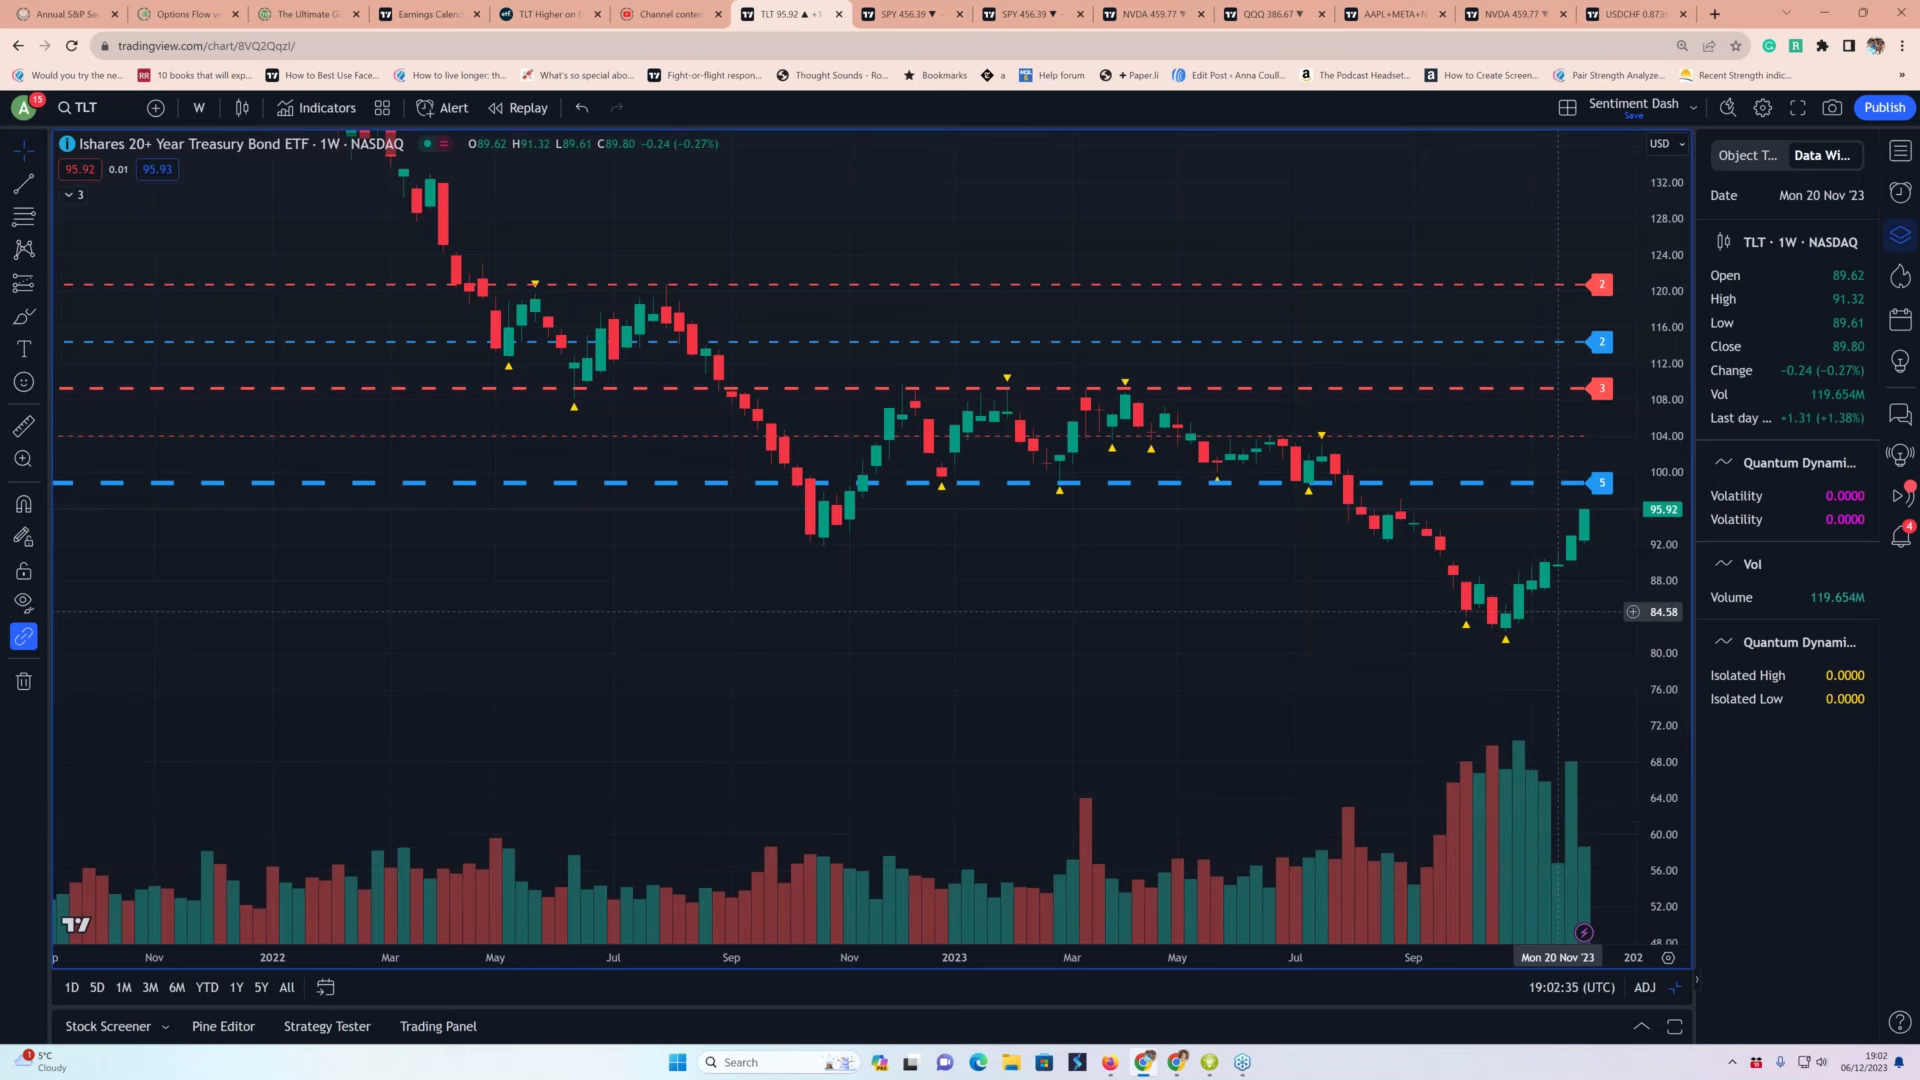 Annual S&P Se
Options Flow v
The Ultimate G
Earnings Calen
TLT Higher on
Channel conten
TLT 95.92 ▲ +1
SPY 456.39 ▼
SPY 456.39 ▼
NVDA 459.77 ▼
QQQ 386.67 ▼
AAPL+META+N
NVDA 459.77 ▼
USDCHF 0.873
tradingview.com/chart/8VQ2QqzI/
Would you try the ne...
10 books that will exp...
How to Best Use Face...
How to live longer: th...
What's so special abo...
Fight-or-flight respon...
Thought Sounds - Ro...
Bookmarks
a
Help forum
+ Paper.li
Edit Post ‹ Anna Coull...
The Podcast Headset...
How to Create Screen...
Pair Strength Analyze...
Recent Strength indic...
»
A 15
TLT
W
Indicators
Alert
Replay
Sentiment Dash
Save
Publish
Ishares 20+ Year Treasury Bond ETF · 1W · NASDAQ
O89.62 H91.32 L89.61 C89.80 −0.24 (−0.27%)
95.92 0.01 95.93
3
USD
132.00
128.00
124.00
120.00
116.00
112.00
108.00
104.00
100.00
95.92
92.00
88.00
84.58
80.00
76.00
72.00
68.00
64.00
60.00
56.00
52.00
48.00
2
2
3
5
Nov 2022 Mar May Jul Sep Nov 2023 Mar May Jul Sep Mon 20 Nov '23 202
1D 5D 1M 3M 6M YTD 1Y 5Y All
19:02:35 (UTC) ADJ
Stock Screener Pine Editor Strategy Tester Trading Panel
Object T... Data Wi...
Date Mon 20 Nov '23
TLT · 1W · NASDAQ
Open 89.62
High 91.32
Low 89.61
Close 89.80
Change −0.24 (−0.27%)
Vol 119.654M
Last day ... +1.31 (+1.38%)
Quantum Dynami...
Volatility 0.0000
Volatility 0.0000
Vol
Volume 119.654M
Quantum Dynami...
Isolated High 0.0000
Isolated Low 0.0000
4
1
5°C
Cloudy
Search
19:02
06/12/2023